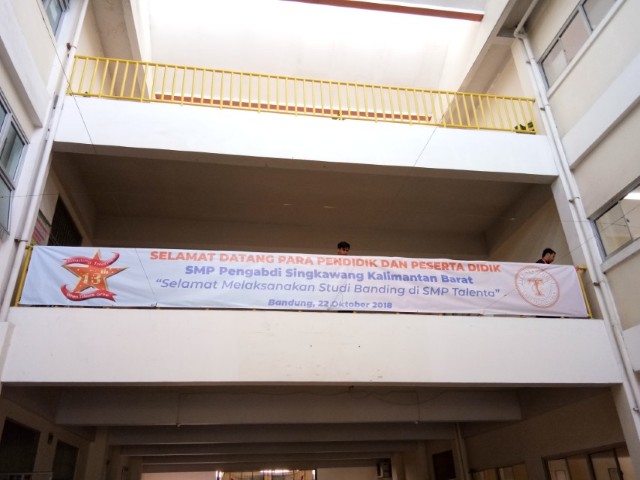 SELAMAT DATANG PARA PENDIDIK DAN PESERTA DIDIK
SMP Pengabdi Singkawang Kalimantan Barat
"Selamat Melaksanakan Studi Banding di SMP Talenta".
Bandung, 22 Oktober 2018
13th
T